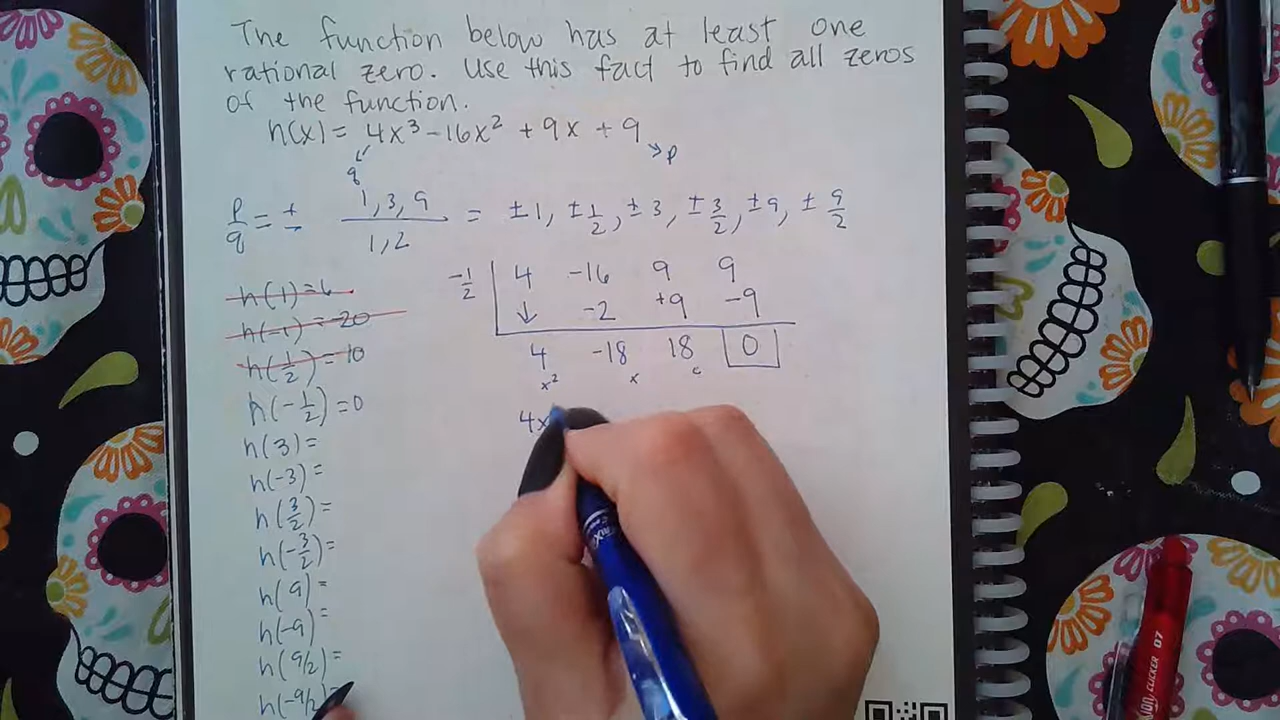 The function below has at least one
rational zero. Use this fact to find all zeros
of the function.
h(x) = 4x³ - 16x² + 9x + 9
q
p
p/q = ± 1, 3, 9 / 1, 2 = ±1, ±1/2, ±3, ±3/2, ±9, ±9/2
h(1)=6
h(-1)=-20
h(1/2)=10
h(-1/2)=0
h(3)=
h(-3)=
h(3/2)=
h(-3/2)=
h(9)=
h(-9)=
h(9/2)=
h(-9/2)=
-1/2 | 4 -16 9 9
↓ -2 +9 -9
4 -18 18 0
x² x c
4x
CLICKER 07